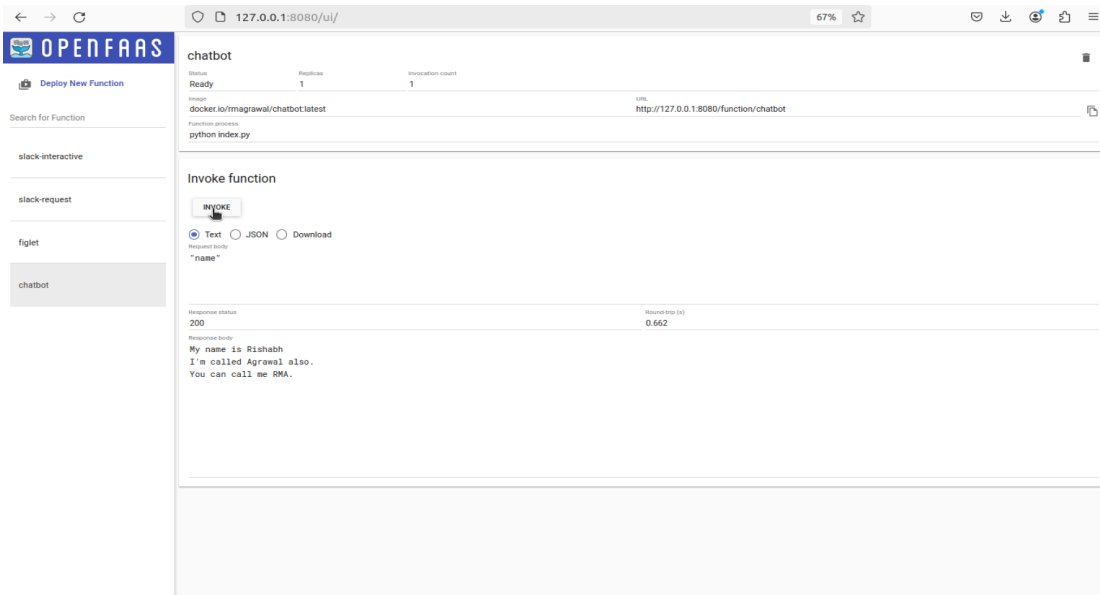 127.0.0.1:8080/ui/
67%
OPENFAAS
Deploy New Function
Search for Function
slack-interactive
slack-request
figlet
chatbot
chatbot
Status
Replicas
Invocation count
Ready
1
1
Image
URL
docker.io/rmagrawal/chatbot:latest
http://127.0.0.1:8080/function/chatbot
Function process
python index.py
Invoke function
INVOKE
Text JSON Download
Request body
"name"
Response status
Round-trip (s)
200
0.662
Response body
My name is Rishabh
I'm called Agrawal also.
You can call me RMA.